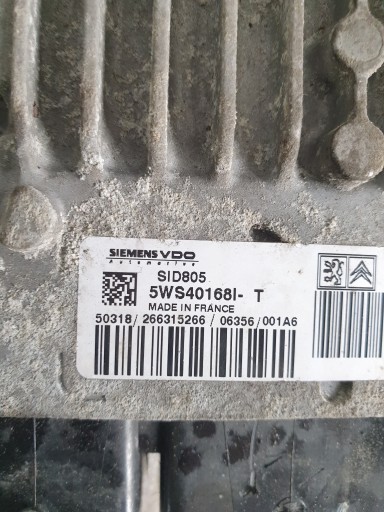 SIEMENS VDO
Automotive
SID805
5WS40168I- T
MADE IN FRANCE
50318/266315266/06356/001A6